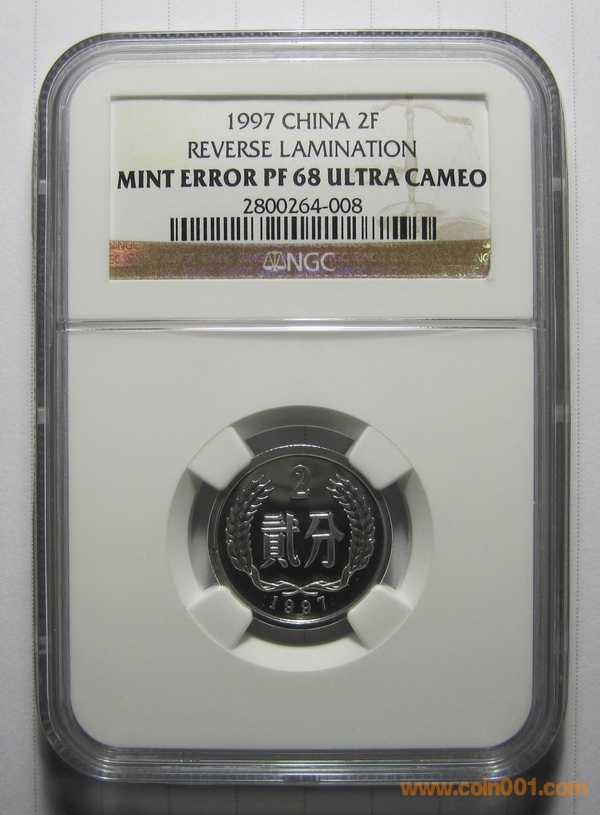 1997 CHINA 2F
REVERSE LAMINATION
MINT ERROR PF 68 ULTRA CAMEO
2800264-008
NGC
2
貳分
1997
www.coin001.com